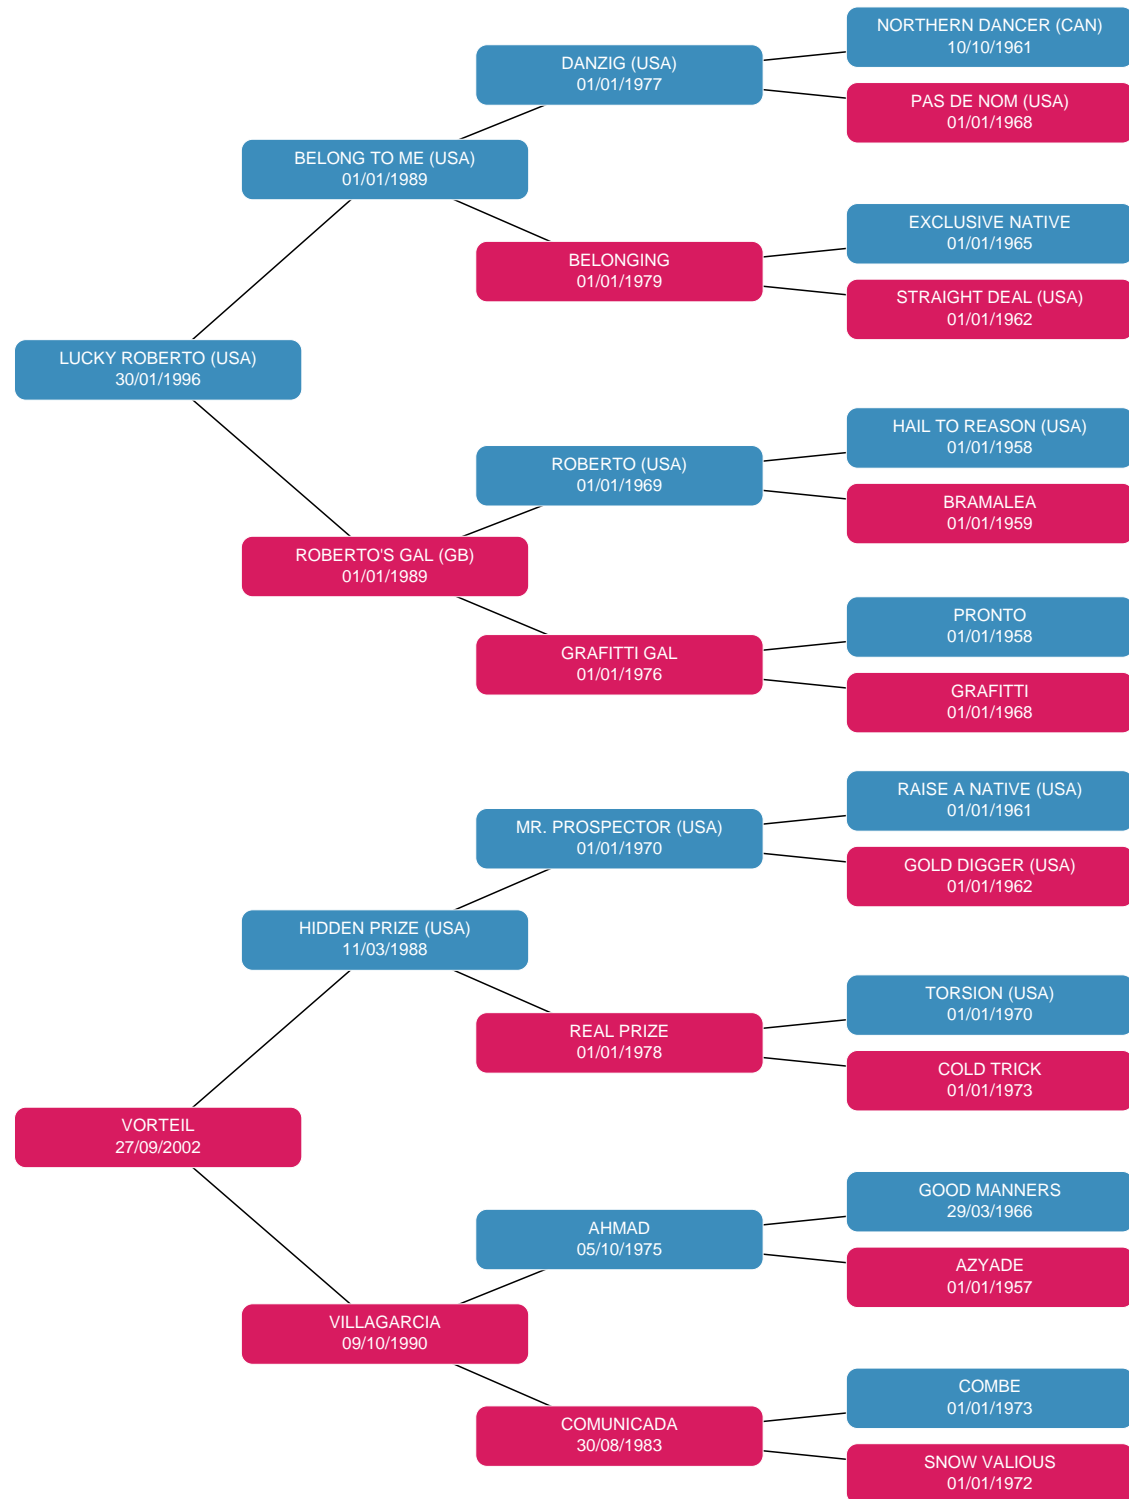 NORTHERN DANCER (CAN)
10/10/1961
DANZIG (USA)
01/01/1977
PAS DE NOM (USA)
01/01/1968
BELONG TO ME (USA)
01/01/1989
EXCLUSIVE NATIVE
01/01/1965
BELONGING
01/01/1979
STRAIGHT DEAL (USA)
01/01/1962
LUCKY ROBERTO (USA)
30/01/1996
HAIL TO REASON (USA)
01/01/1958
ROBERTO (USA)
01/01/1969
BRAMALEA
01/01/1959
ROBERTO'S GAL (GB)
01/01/1989
PRONTO
01/01/1958
GRAFITTI GAL
01/01/1976
GRAFITTI
01/01/1968
RAISE A NATIVE (USA)
01/01/1961
MR. PROSPECTOR (USA)
01/01/1970
GOLD DIGGER (USA)
01/01/1962
HIDDEN PRIZE (USA)
11/03/1988
TORSION (USA)
01/01/1970
REAL PRIZE
01/01/1978
COLD TRICK
01/01/1973
VORTEIL
27/09/2002
GOOD MANNERS
29/03/1966
AHMAD
05/10/1975
AZYADE
01/01/1957
VILLAGARCIA
09/10/1990
COMBE
01/01/1973
COMUNICADA
30/08/1983
SNOW VALIOUS
01/01/1972